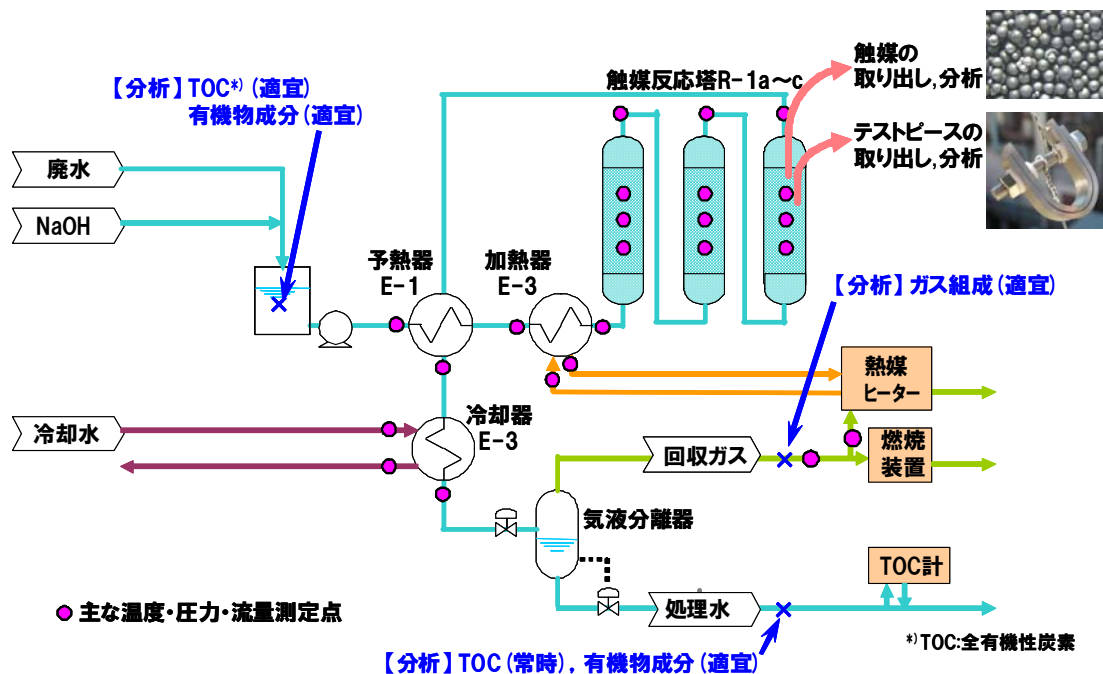 触媒の
取り出し，分析
触媒反応塔R-1a～c
【分析】TOC*)（適宜）
有機物成分（適宜）
テストピースの
取り出し，分析
廃水
NaOH
予熱器
E-1
加熱器
E-3
【分析】ガス組成（適宜）
熱媒
ヒーター
冷却水
冷却器
E-3
回収ガス
燃焼
装置
気液分離器
TOC計
処理水
主な温度・圧力・流量測定点
*)TOC:全有機性炭素
【分析】TOC（常時），有機物成分（適宜）